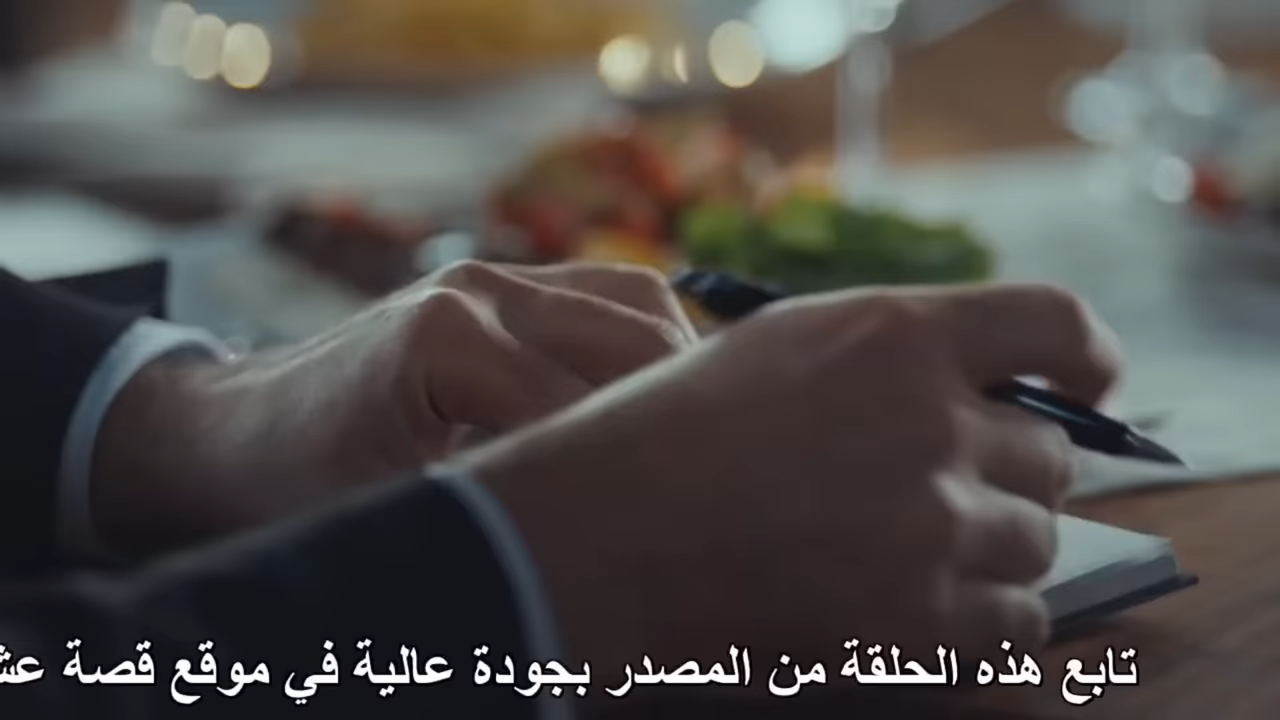 تابع هذه الحلقة من المصدر بجودة عالية في موقع قصة